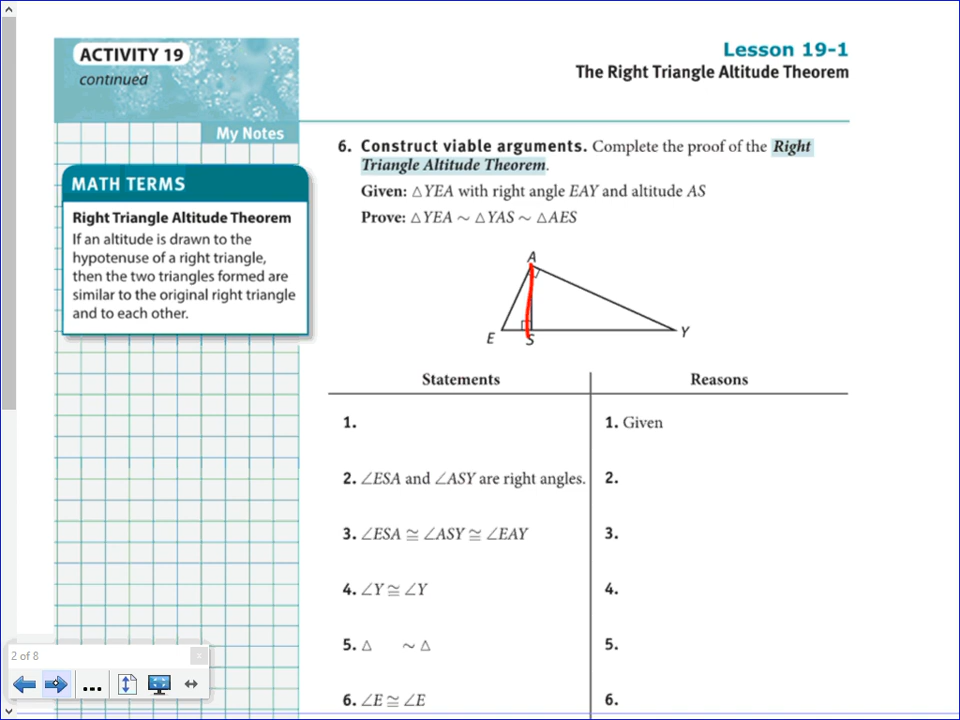 ACTIVITY 19
continued
My Notes
MATH TERMS
Right Triangle Altitude Theorem
If an altitude is drawn to the
hypotenuse of a right triangle,
then the two triangles formed are
similar to the original right triangle
and to each other.
Lesson 19-1
The Right Triangle Altitude Theorem
6. Construct viable arguments. Complete the proof of the Right
Triangle Altitude Theorem.
Given: △YEA with right angle EAY and altitude AS
Prove: △YEA ~ △YAS ~ △AES
A
E
S
Y
Statements Reasons
1. 1. Given
2. ∠ESA and ∠ASY are right angles. 2.
3. ∠ESA ≅ ∠ASY ≅ ∠EAY 3.
4. ∠Y ≅ ∠Y 4.
5. △ ~ △ 5.
6. ∠E ≅ ∠E 6.
2 of 8